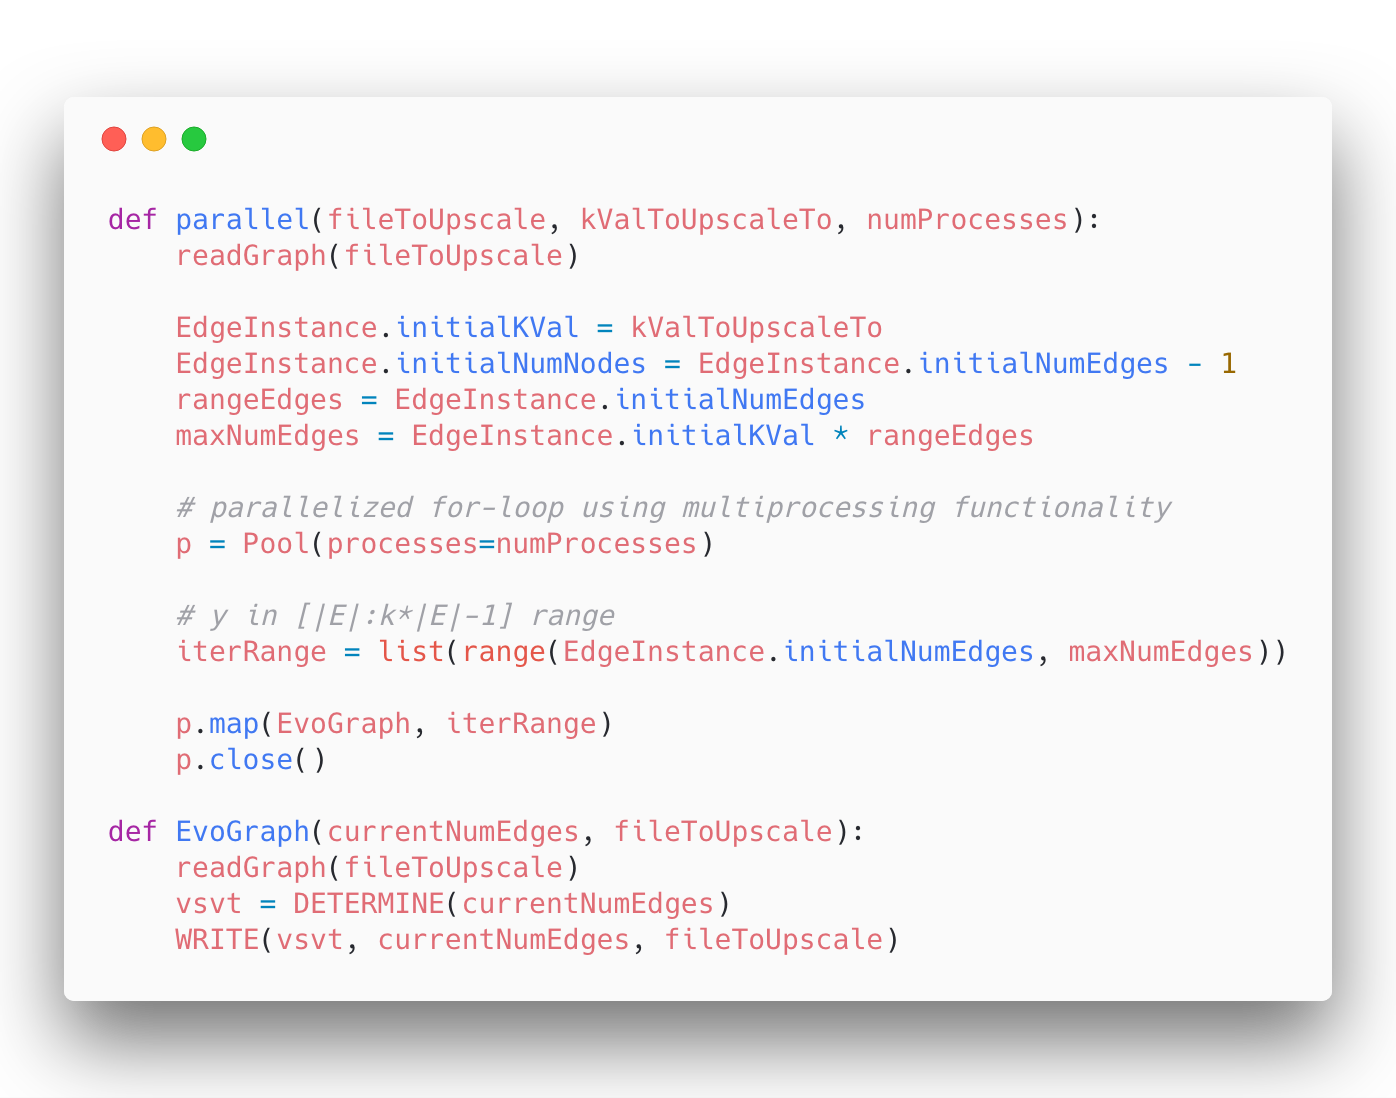 def parallel(fileToUpscale, kValToUpscaleTo, numProcesses):
    readGraph(fileToUpscale)

    EdgeInstance.initialKVal = kValToUpscaleTo
    EdgeInstance.initialNumNodes = EdgeInstance.initialNumEdges - 1
    rangeEdges = EdgeInstance.initialNumEdges
    maxNumEdges = EdgeInstance.initialKVal * rangeEdges

    # parallelized for-loop using multiprocessing functionality
    p = Pool(processes=numProcesses)

    # y in [|E|:k*|E|-1] range
    iterRange = list(range(EdgeInstance.initialNumEdges, maxNumEdges))

    p.map(EvoGraph, iterRange)
    p.close()

def EvoGraph(currentNumEdges, fileToUpscale):
    readGraph(fileToUpscale)
    vsvt = DETERMINE(currentNumEdges)
    WRITE(vsvt, currentNumEdges, fileToUpscale)